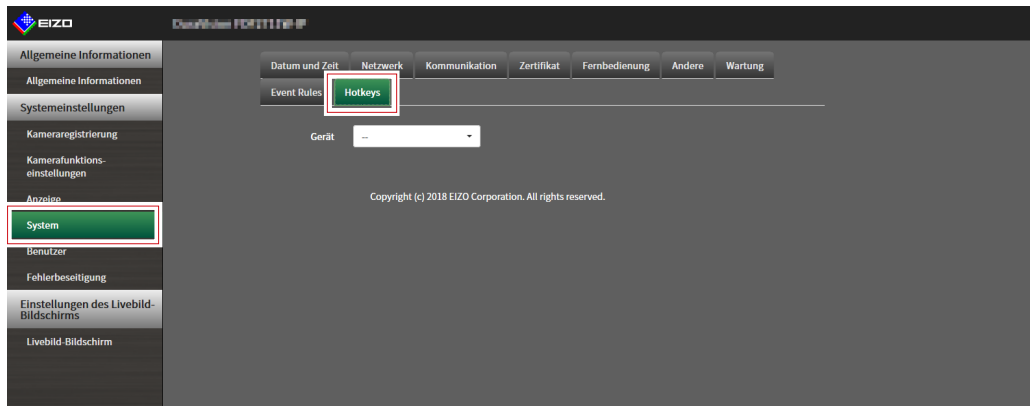 EIZO
Allgemeine Informationen
Allgemeine Informationen
Systemeinstellungen
Kameraregistrierung
Kamerafunktions-
einstellungen
Anzeige
System
Benutzer
Fehlerbeseitigung
Einstellungen des Livebild-
Bildschirms
Livebild-Bildschirm
Datum und Zeit Netzwerk Kommunikation Zertifikat Fernbedienung Andere Wartung
Event Rules Hotkeys
Gerät --
Copyright (c) 2018 EIZO Corporation. All rights reserved.